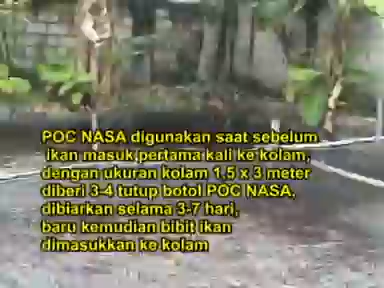 POC NASA digunakan saat sebelum
ikan masuk pertama kali ke kolam,
dengan ukuran kolam 1,5 x 3 meter
diberi 3-4 tutup botol POC NASA,
dibiarkan selama 3-7 hari,
baru kemudian bibit ikan
dimasukkan ke kolam